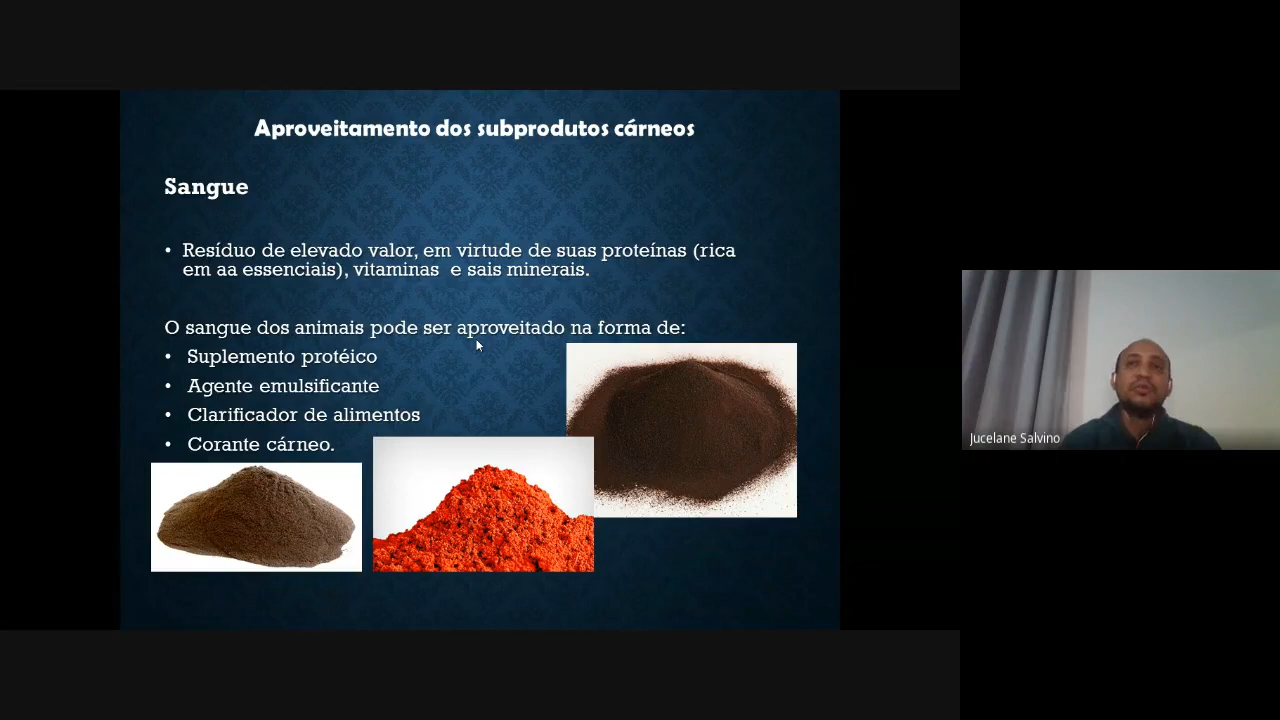 Aproveitamento dos subprodutos cárneos
Sangue
• Resíduo de elevado valor, em virtude de suas proteínas (rica
em aa essenciais), vitaminas e sais minerais.
O sangue dos animais pode ser aproveitado na forma de:
• Suplemento protéico
• Agente emulsificante
• Clarificador de alimentos
• Corante cárneo.
Jucelane Salvino